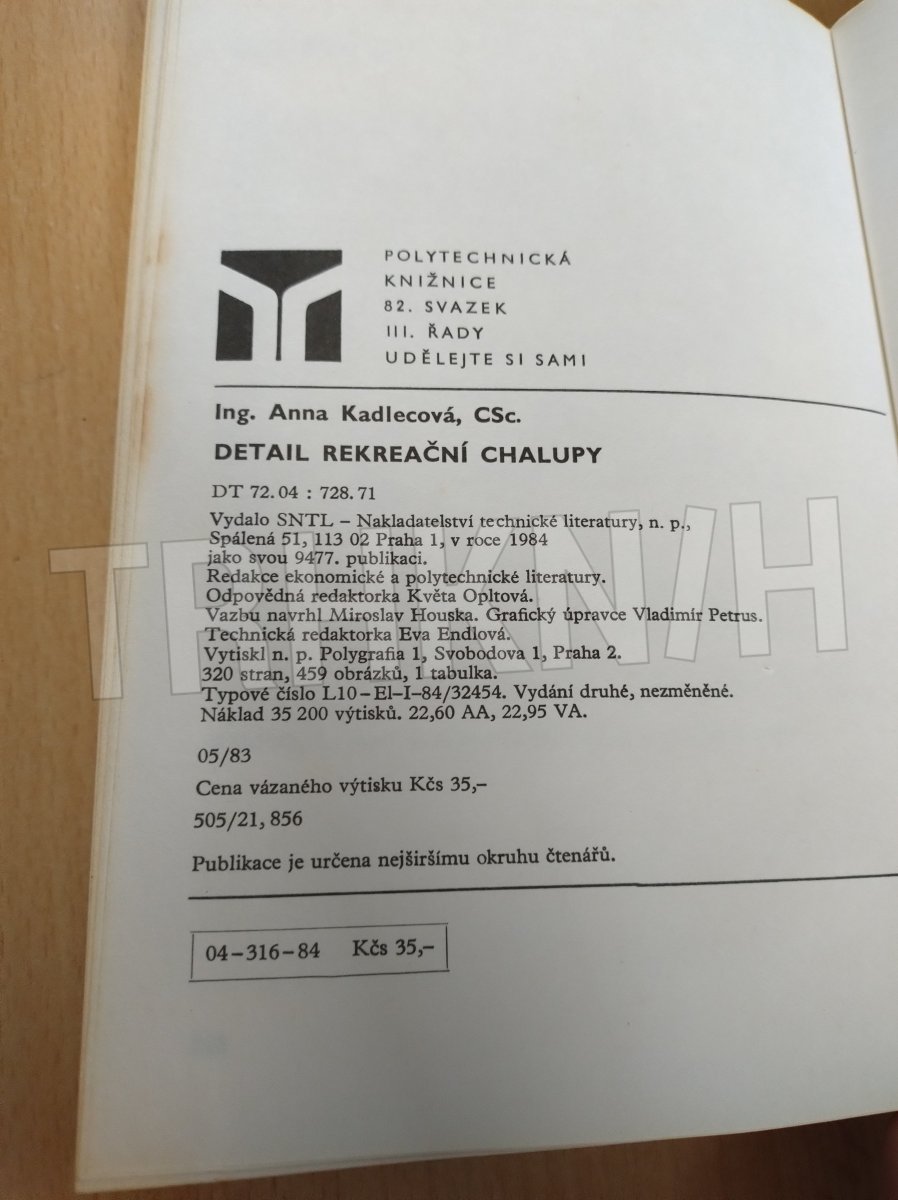 POLYTECHNICKÁ
KNIŽNICE
82. SVAZEK
III. ŘADY
UDĚLEJTE SI SAMI
Ing. Anna Kadlecová, CSc.
DETAIL REKREAČNÍ CHALUPY
DT 72.04 : 728.71
Vydalo SNTL – Nakladatelství technické literatury, n. p.,
Spálená 51, 113 02 Praha 1, v roce 1984
jako svou 9477. publikaci.
Redakce ekonomické a polytechnické literatury.
Odpovědná redaktorka Květa Opltová.
Vazbu navrhl Miroslav Houska. Grafický úpravce Vladimír Petrus.
Technická redaktorka Eva Endlová.
Vytiskl n. p. Polygrafia 1, Svobodova 1, Praha 2.
320 stran, 459 obrázků, 1 tabulka.
Typové číslo L10–El–I–84/32454. Vydání druhé, nezměněné.
Náklad 35 200 výtisků. 22,60 AA, 22,95 VA.
05/83
Cena vázaného výtisku Kčs 35,–
505/21, 856
Publikace je určena nejširšímu okruhu čtenářů.
04–316–84 Kčs 35,–